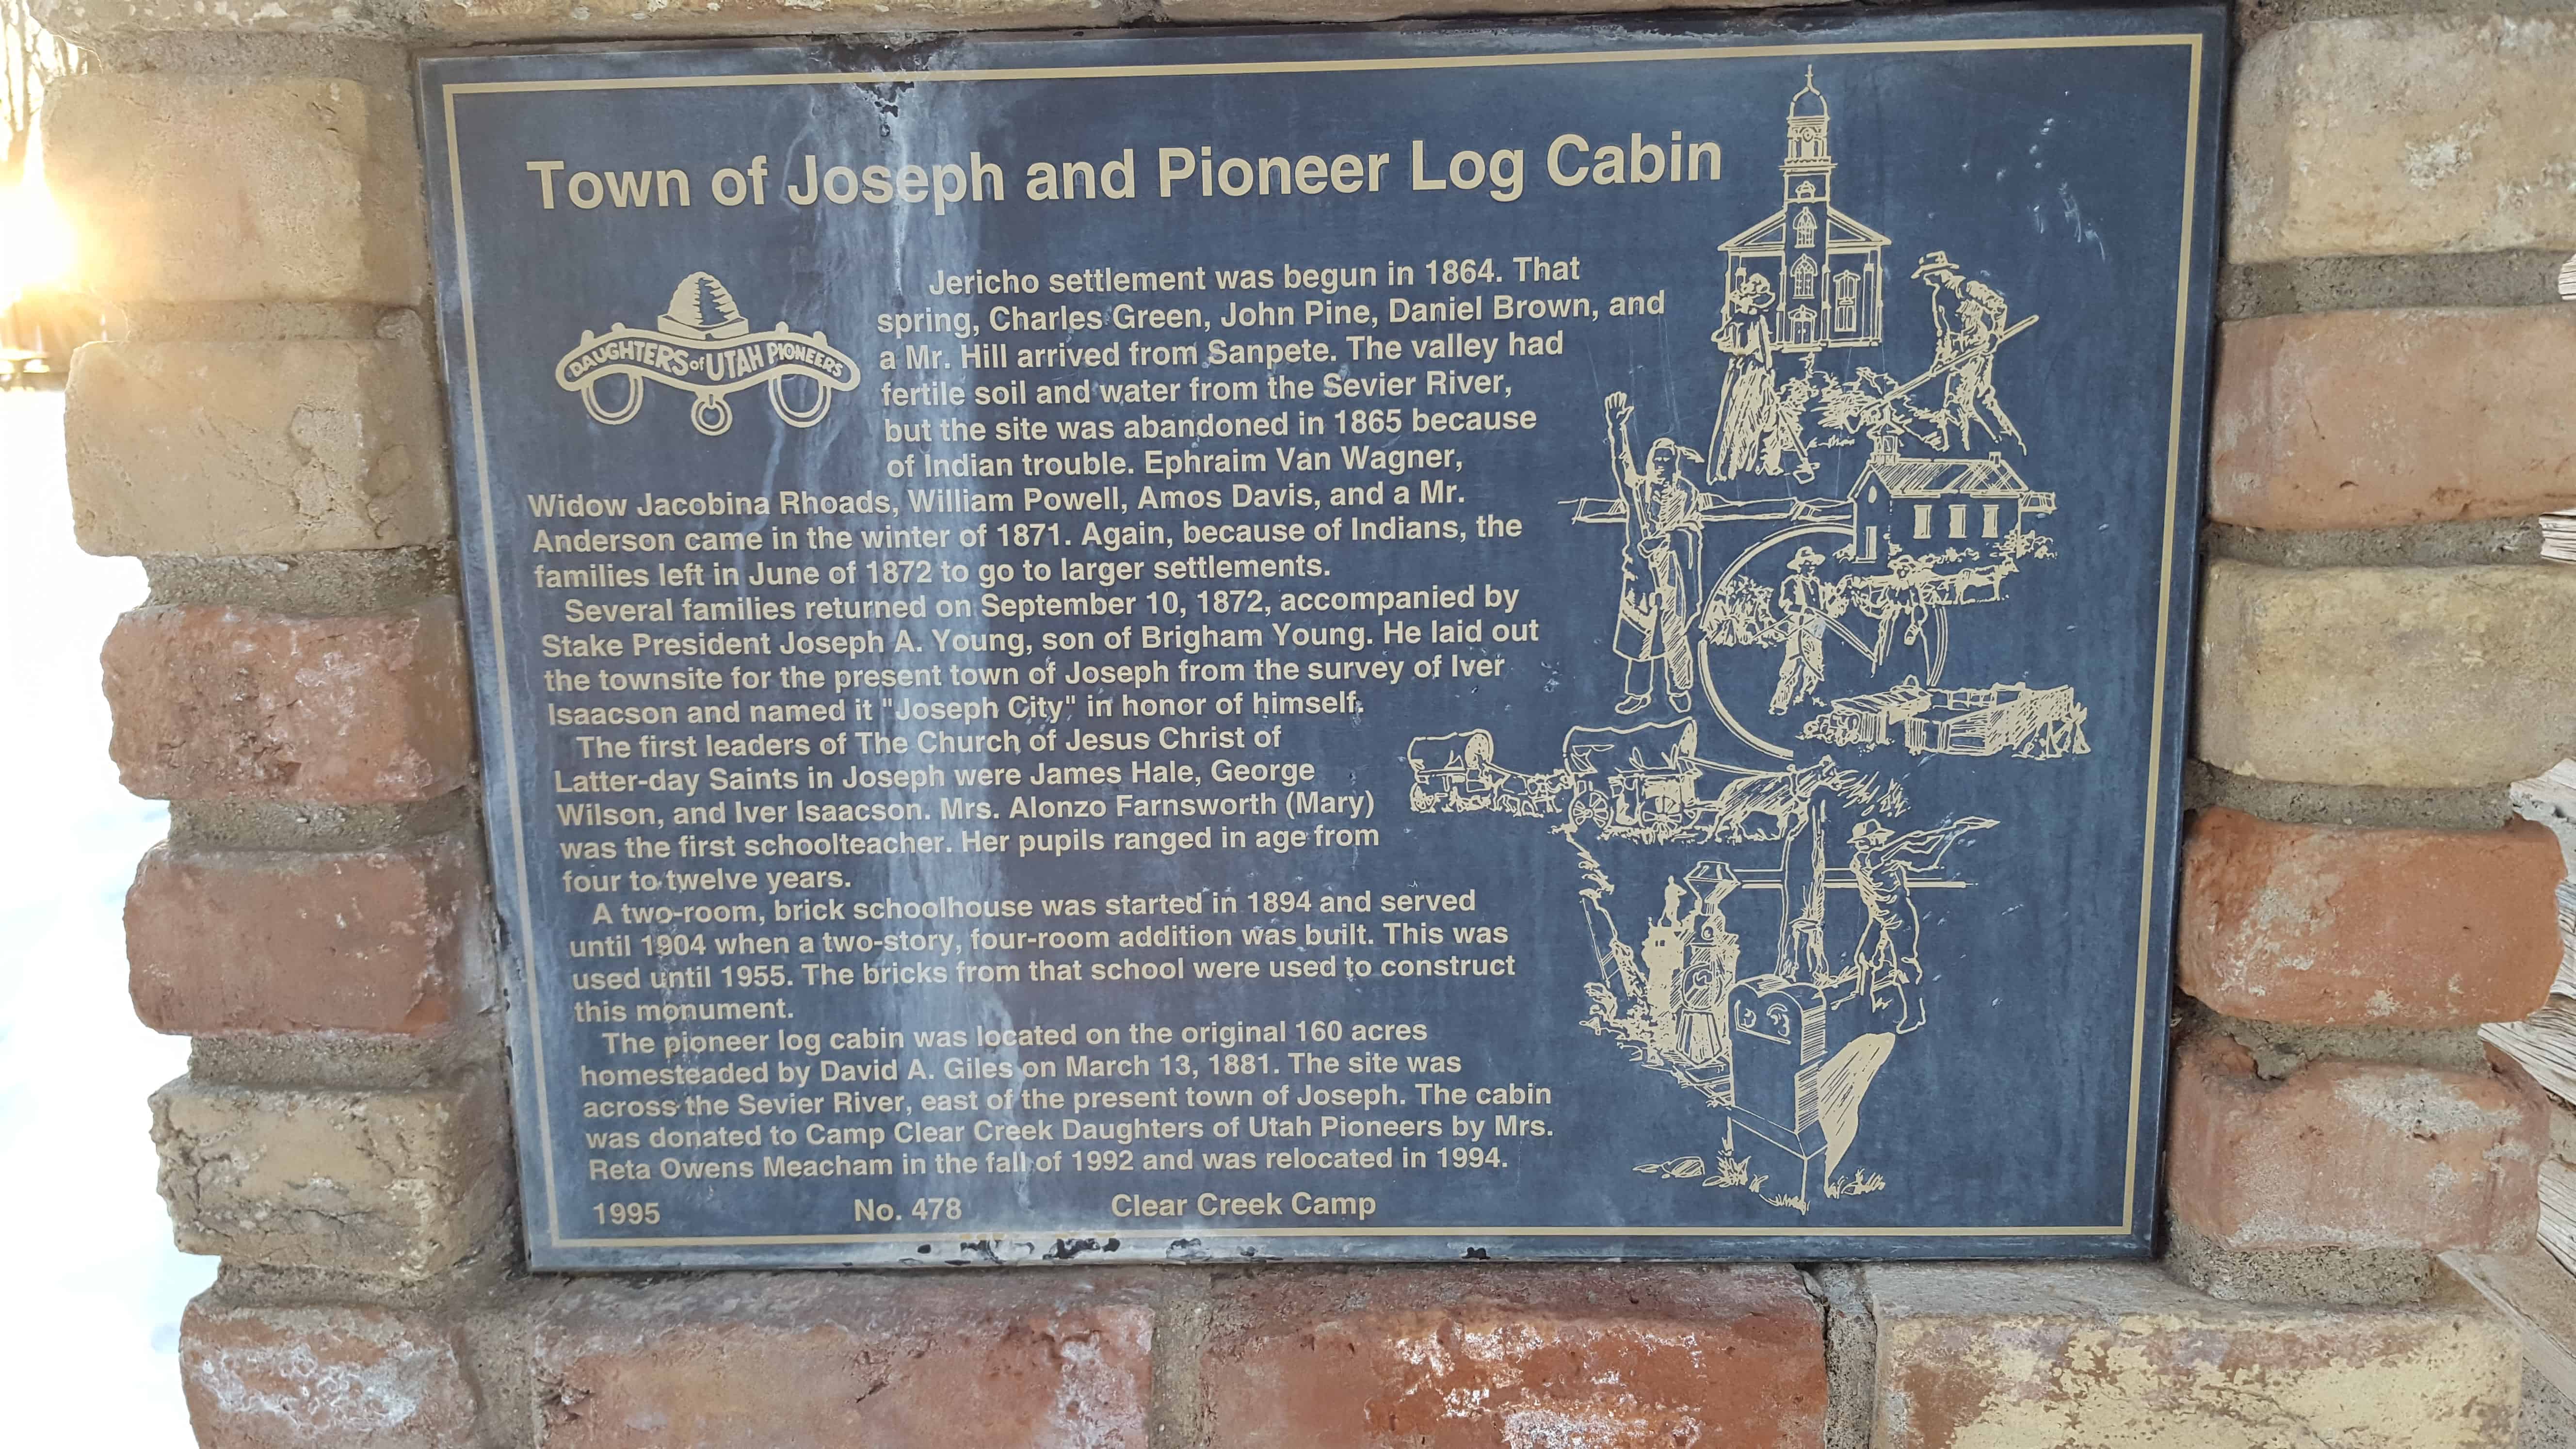 Town of Joseph and Pioneer Log Cabin
DAUGHTERS of UTAH PIONEERS
Jericho settlement was begun in 1864. That
spring, Charles Green, John Pine, Daniel Brown, and
a Mr. Hill arrived from Sanpete. The valley had
fertile soil and water from the Sevier River,
but the site was abandoned in 1865 because
of Indian trouble. Ephraim Van Wagner,
Widow Jacobina Rhoads, William Powell, Amos Davis, and a Mr.
Anderson came in the winter of 1871. Again, because of Indians, the
families left in June of 1872 to go to larger settlements.
Several families returned on September 10, 1872, accompanied by
Stake President Joseph A. Young, son of Brigham Young. He laid out
the townsite for the present town of Joseph from the survey of Iver
Isaacson and named it "Joseph City" in honor of himself.
The first leaders of The Church of Jesus Christ of
Latter-day Saints in Joseph were James Hale, George
Wilson, and Iver Isaacson. Mrs. Alonzo Farnsworth (Mary)
was the first schoolteacher. Her pupils ranged in age from
four to twelve years.
A two-room, brick schoolhouse was started in 1894 and served
until 1904 when a two-story, four-room addition was built. This was
used until 1955. The bricks from that school were used to construct
this monument.
The pioneer log cabin was located on the original 160 acres
homesteaded by David A. Giles on March 13, 1881. The site was
across the Sevier River, east of the present town of Joseph. The cabin
was donated to Camp Clear Creek Daughters of Utah Pioneers by Mrs.
Reta Owens Meacham in the fall of 1992 and was relocated in 1994.
1995 No. 478 Clear Creek Camp